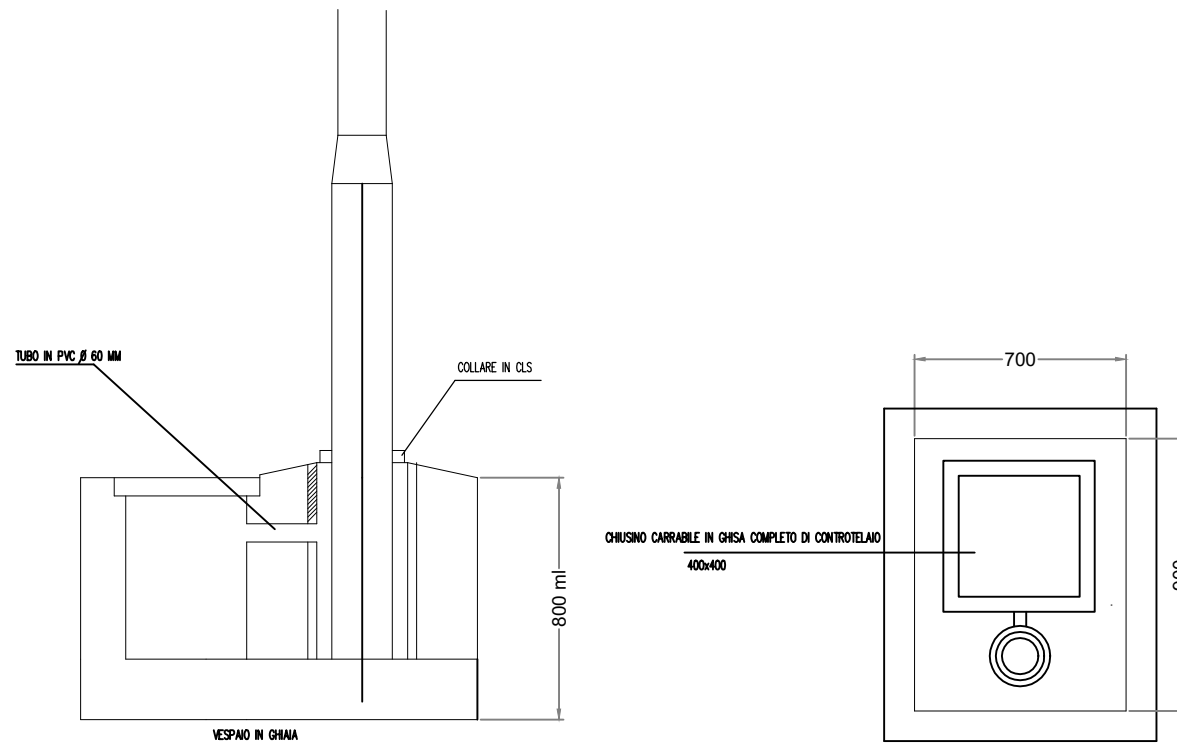 TUBO IN PVC Ø 60 MM
COLLARE IN CLS
800 ml
VESPAIO IN GHIAIA
700
CHIUSINO CARRABILE IN GHISA COMPLETO DI CONTROTELAIO
400x400